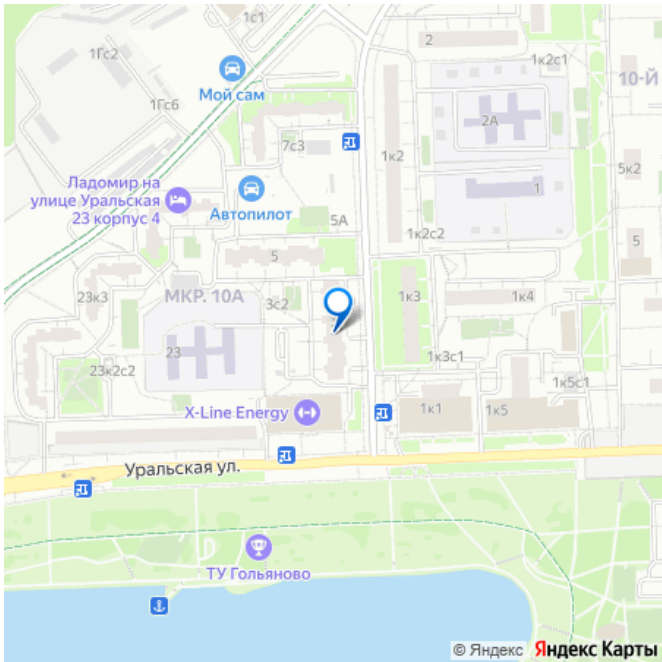 1с1
2
1Гс2
1к2с1
10-Й
Мой сам
1Гс6
2А
7с3
1к2
5к2
Ладомир на
улице Уральская
23 корпус 4
1
Автопилот
5А
1к2с2
5
5
23к3
МКР. 10А
3с2
1к3
1к4
23
1к3с1
23к2с2
1к5с1
X-Line Energy
1к1
1к5
Уральская ул.
ТУ Гольяново
© Яндекс Яндекс Карты